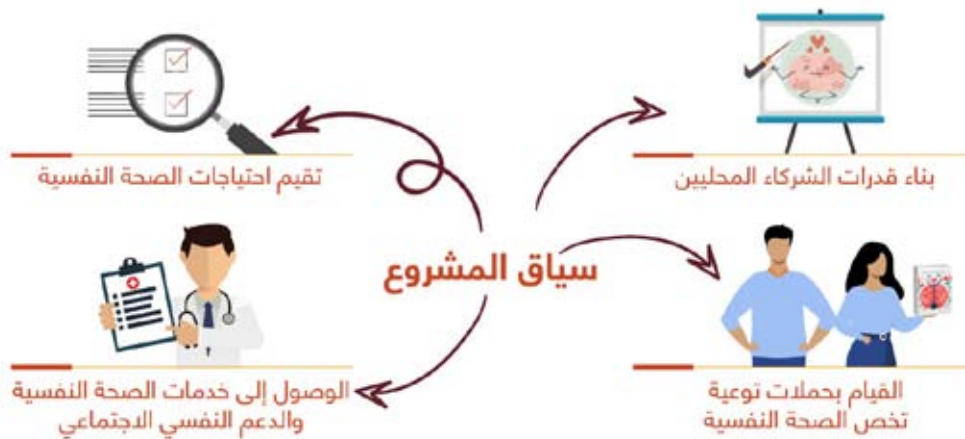 بناء قدرات الشركاء المحليين
تقيم احتياجات الصحة النفسية
سياق المشروع
القيام بحملات توعية
تخص الصحة النفسية
الوصول إلى خدمات الصحة النفسية
والدعم النفسي الاجتماعي